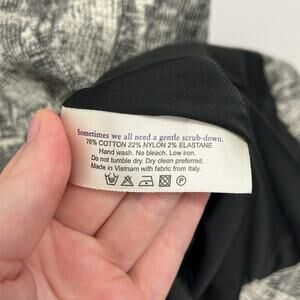 Sometimes we all need a gentle scrub-down.
76% COTTON 22% NYLON 2% ELASTANE
Hand wash. No bleach. Low iron.
Do not tumble dry. Dry clean preferred.
Made in Vietnam with fabric from Italy.